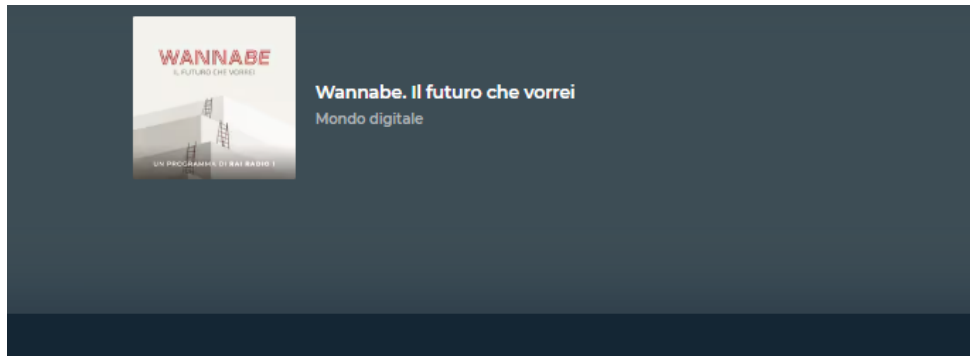 WANNABE
IL FUTURO CHE VORREI
UN PROGRAMMA DI RAI RADIO 1
Wannabe. Il futuro che vorrei
Mondo digitale